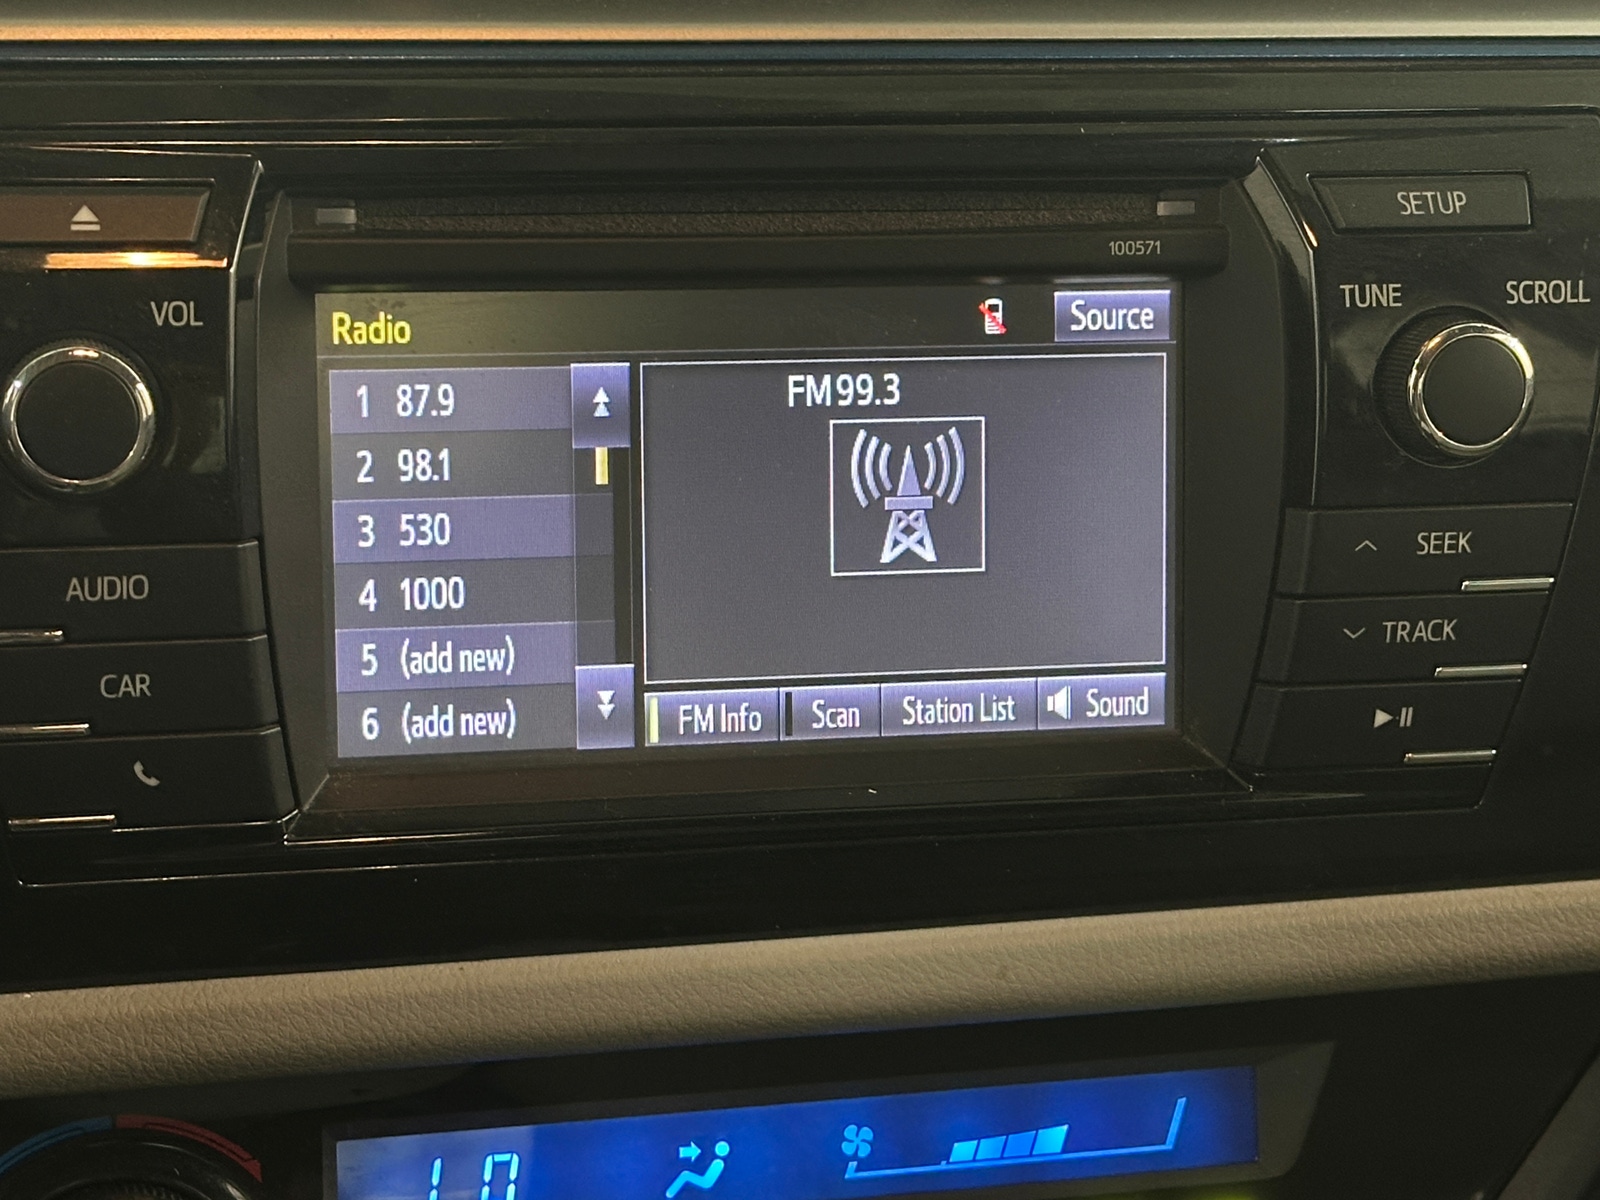 SETUP
100571
VOL
TUNE
SCROLL
Radio
Source
1 87.9
2 98.1
3 530
4 1000
5 (add new)
6 (add new)
FM99.3
FM Info
Scan
Station List
Sound
AUDIO
CAR
SEEK
TRACK